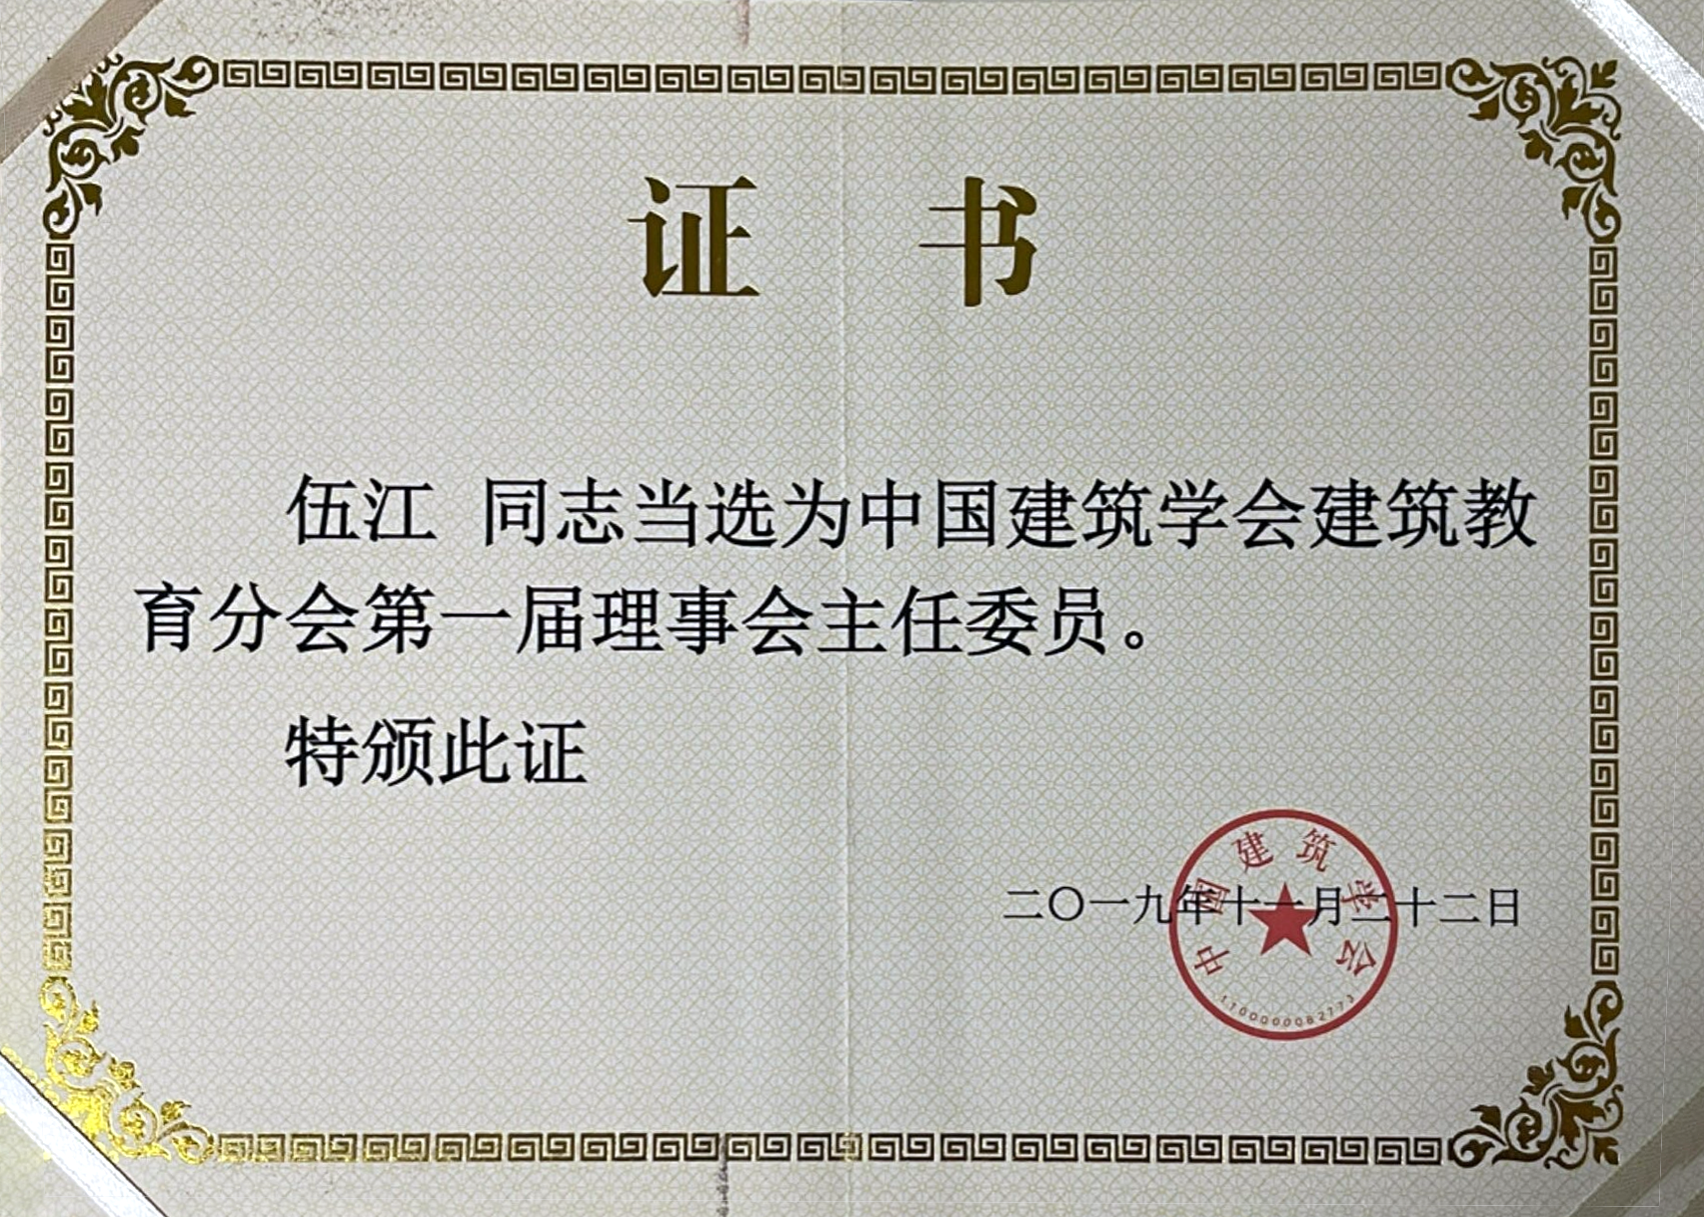 证 书
伍江 同志当选为中国建筑学会建筑教
育分会第一届理事会主任委员。
特颁此证
二〇一九年十一月二十二日
中国建筑学会